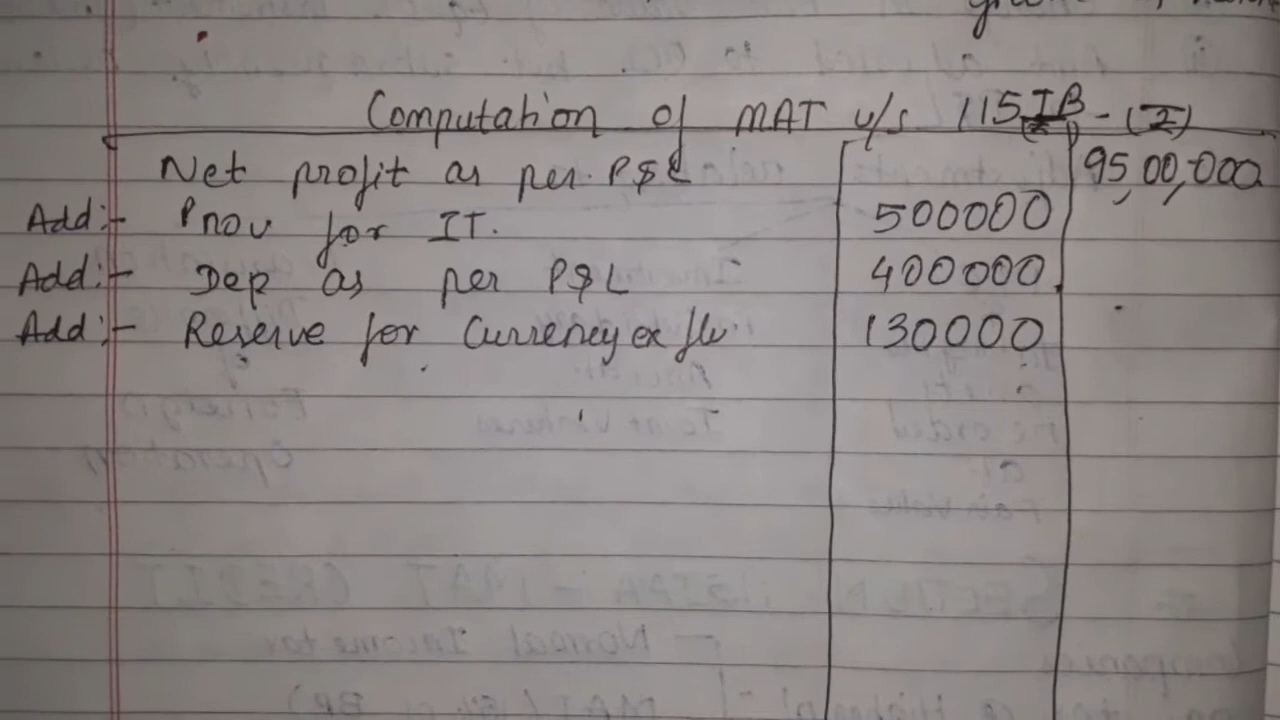 Computation of MAT u/s 115JB - (I)
Net profit as per P&L 95,00,000
Add:- Prov for IT. 500000
Add:- Dep as per P&L 400000
Add:- Reserve for Currency ex flu. 130000